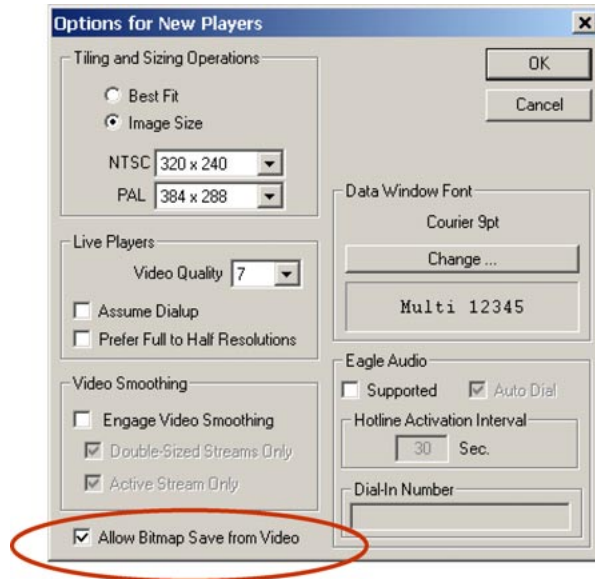 Options for New Players
Tiling and Sizing Operations
Best Fit
Image Size
NTSC 320 x 240
PAL 384 x 288
Live Players
Video Quality 7
Assume Dialup
Prefer Full to Half Resolutions
Video Smoothing
Engage Video Smoothing
Double-Sized Streams Only
Active Stream Only
Allow Bitmap Save from Video
OK
Cancel
Data Window Font
Courier 9pt
Change ...
Multi 12345
Eagle Audio
Supported Auto Dial
Hotline Activation Interval
30 Sec.
Dial-In Number